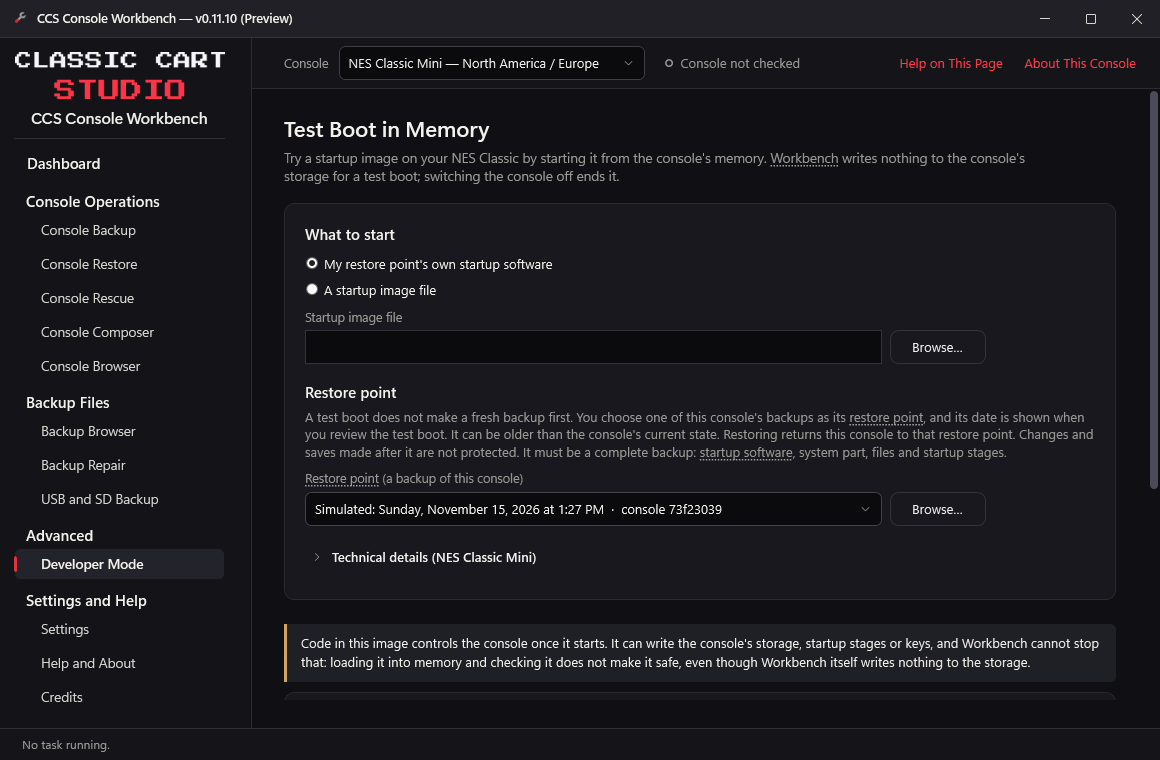 CCS Console Workbench — v0.11.10 (Preview)
CLASSIC CART
STUDIO
CCS Console Workbench
Dashboard
Console Operations
Console Backup
Console Restore
Console Rescue
Console Composer
Console Browser
Backup Files
Backup Browser
Backup Repair
USB and SD Backup
Advanced
Developer Mode
Settings and Help
Settings
Help and About
Credits
Console
NES Classic Mini — North America / Europe
Console not checked
Help on This Page
About This Console
Test Boot in Memory
Try a startup image on your NES Classic by starting it from the console's memory. Workbench writes nothing to the console's
storage for a test boot; switching the console off ends it.
What to start
My restore point's own startup software
A startup image file
Startup image file
Browse...
Restore point
A test boot does not make a fresh backup first. You choose one of this console's backups as its restore point, and its date is shown when
you review the test boot. It can be older than the console's current state. Restoring returns this console to that restore point. Changes and
saves made after it are not protected. It must be a complete backup: startup software, system part, files and startup stages.
Restore point (a backup of this console)
Simulated: Sunday, November 15, 2026 at 1:27 PM · console 73f23039
Browse...
Technical details (NES Classic Mini)
Code in this image controls the console once it starts. It can write the console's storage, startup stages or keys, and Workbench cannot stop
that: loading it into memory and checking it does not make it safe, even though Workbench itself writes nothing to the storage.
No task running.